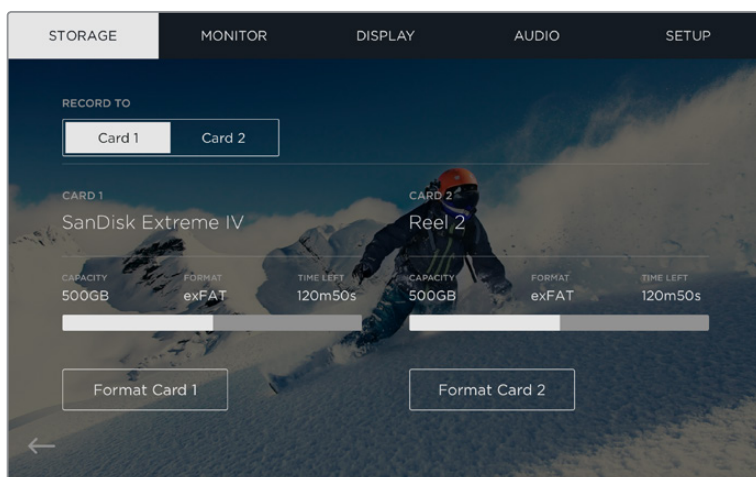 STORAGE MONITOR DISPLAY AUDIO SETUP
RECORD TO
Card 1 Card 2
CARD 1 CARD 2
SanDisk Extreme IV Reel 2
CAPACITY FORMAT TIME LEFT CAPACITY FORMAT TIME LEFT
500GB exFAT 120m50s 500GB exFAT 120m50s
Format Card 1 Format Card 2